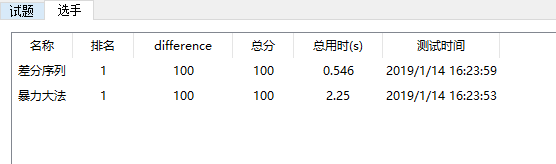 试题 选手
名称 排名 difference 总分 总用时(s) 测试时间
差分序列 1 100 100 0.546 2019/1/14 16:23:59
暴力大法 1 100 100 2.25 2019/1/14 16:23:53